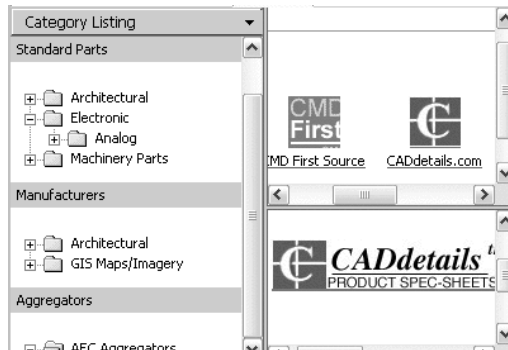 Category Listing
Standard Parts
Architectural
Electronic
Analog
Machinery Parts
Manufacturers
Architectural
GIS Maps/Imagery
Aggregators
AEC Aggregators
CMD
First
MD First Source
CADdetails.com
CADdetails
PRODUCT SPEC-SHEETS